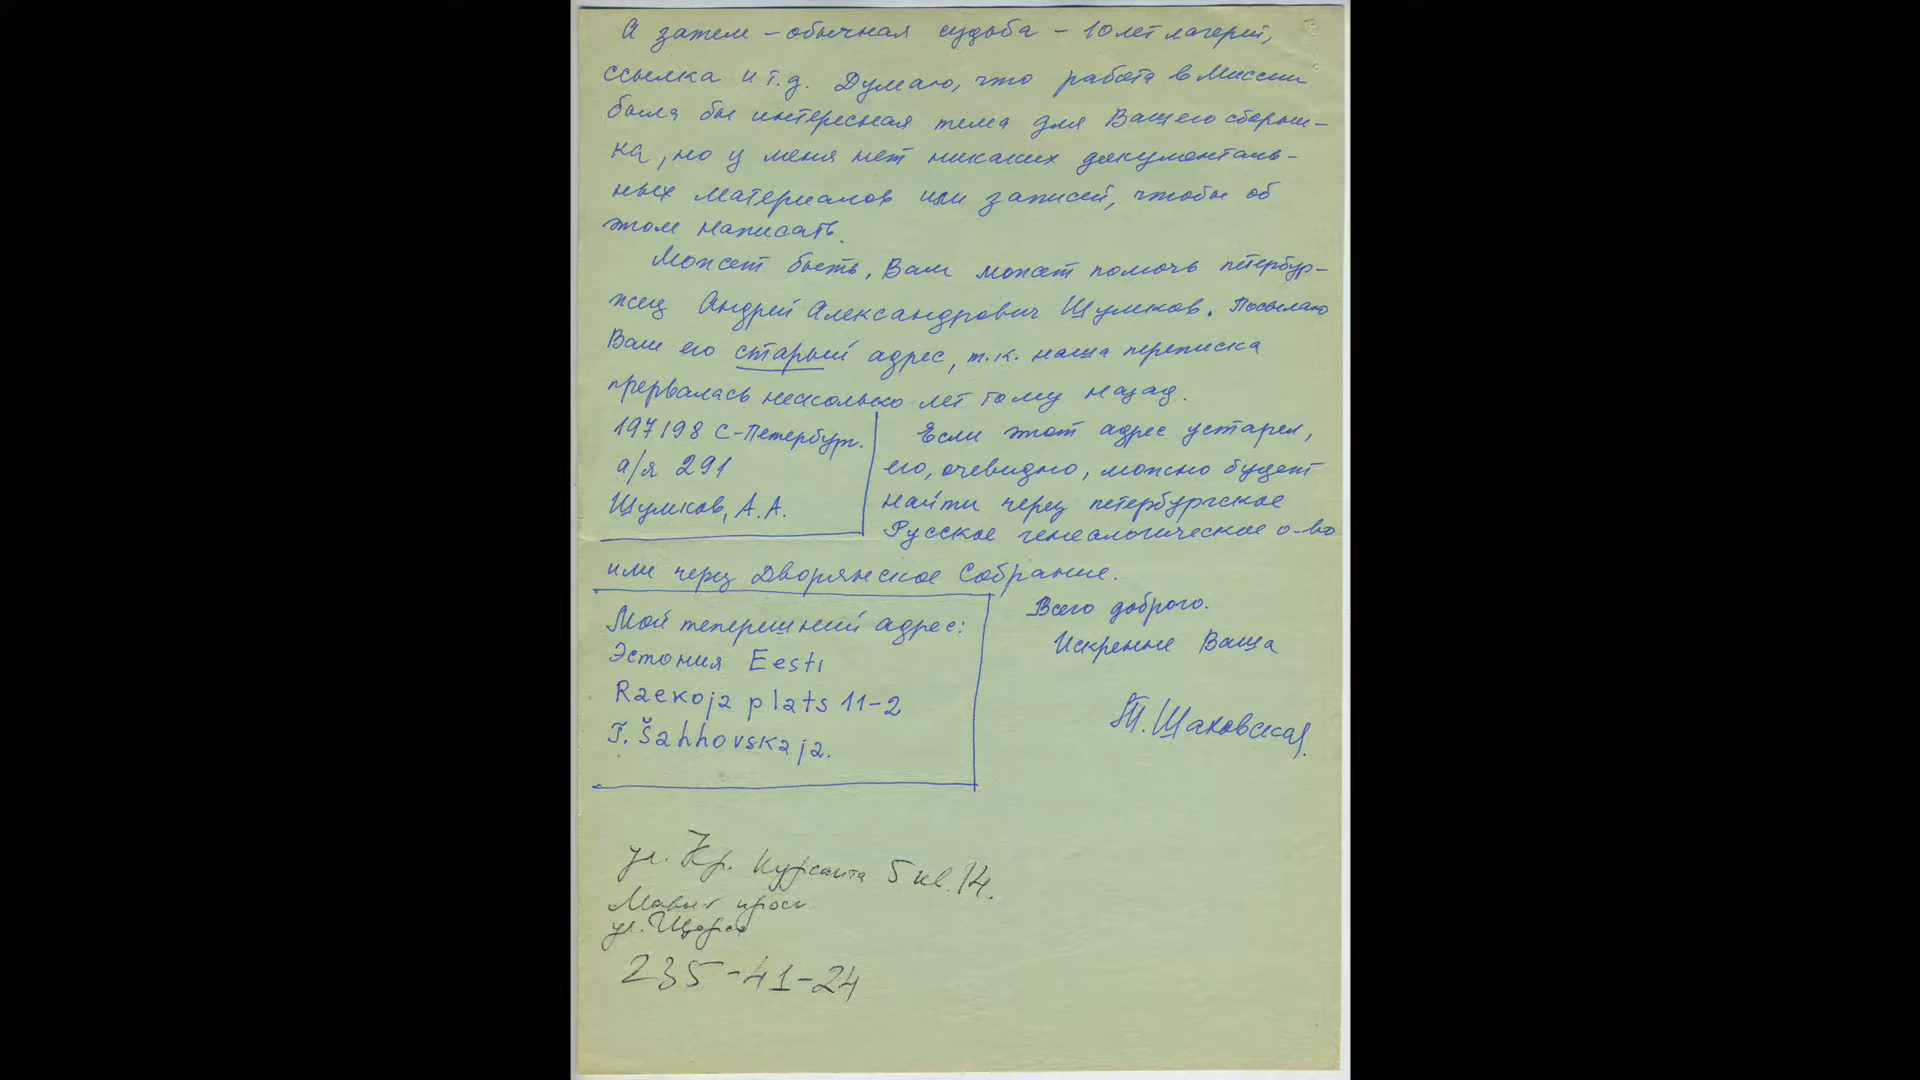 А затем – обычная судьба – 10 лет лагерей,
ссылка и т.д. Думаю, что работа в Миссии
была бы интересная тема для Вашего сборни-
ка, но у меня нет никаких документаль-
ных материалов или записей, чтобы об
этом написать.
Может быть, Вам может помочь петербур-
жец Андрей Александрович Шумков. Посылаю
Вам его старый адрес, т.к. наша переписка
прервалась несколько лет тому назад.
197198 С-Петербург.
а/я 291
Шумков, А.А.
Если этот адрес устарел,
его, очевидно, можно будет
найти через петербургское
Русское генеалогическое о-во
или через Дворянское Собрание.
Мой теперешний адрес:
Эстония Eesti
Raekoja plats 11-2
T. Šahhovskaja.
Всего доброго.
Искренне Ваша
Т. Шаховская.
ул. Кр. Курсанта 5 кв. 14.
ул. Щорса
235-41-24